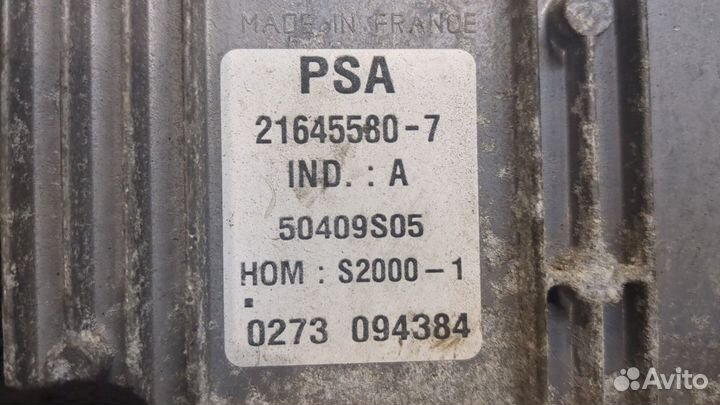 MADE IN FRANCE
PSA
21645580-7
IND. : A
50409S05
HOM : S2000-1
0273 094384
Avito